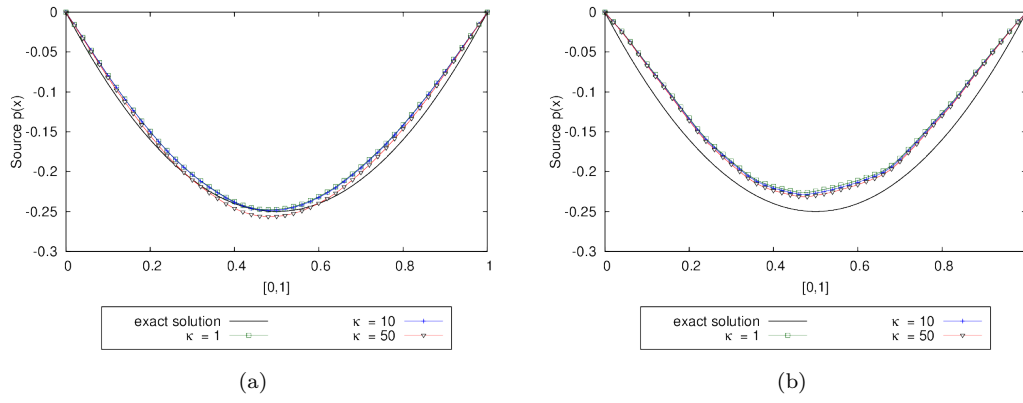 0
-0.05
-0.1
-0.15
-0.2
-0.25
-0.3
Source p(x)
0 0.2 0.4 0.6 0.8 1
[0,1]
exact solution
κ = 1
κ = 10
κ = 50
(a)
0
-0.05
-0.1
-0.15
-0.2
-0.25
-0.3
Source p(x)
0 0.2 0.4 0.6 0.8
[0,1]
exact solution
κ = 1
κ = 10
κ = 50
(b)